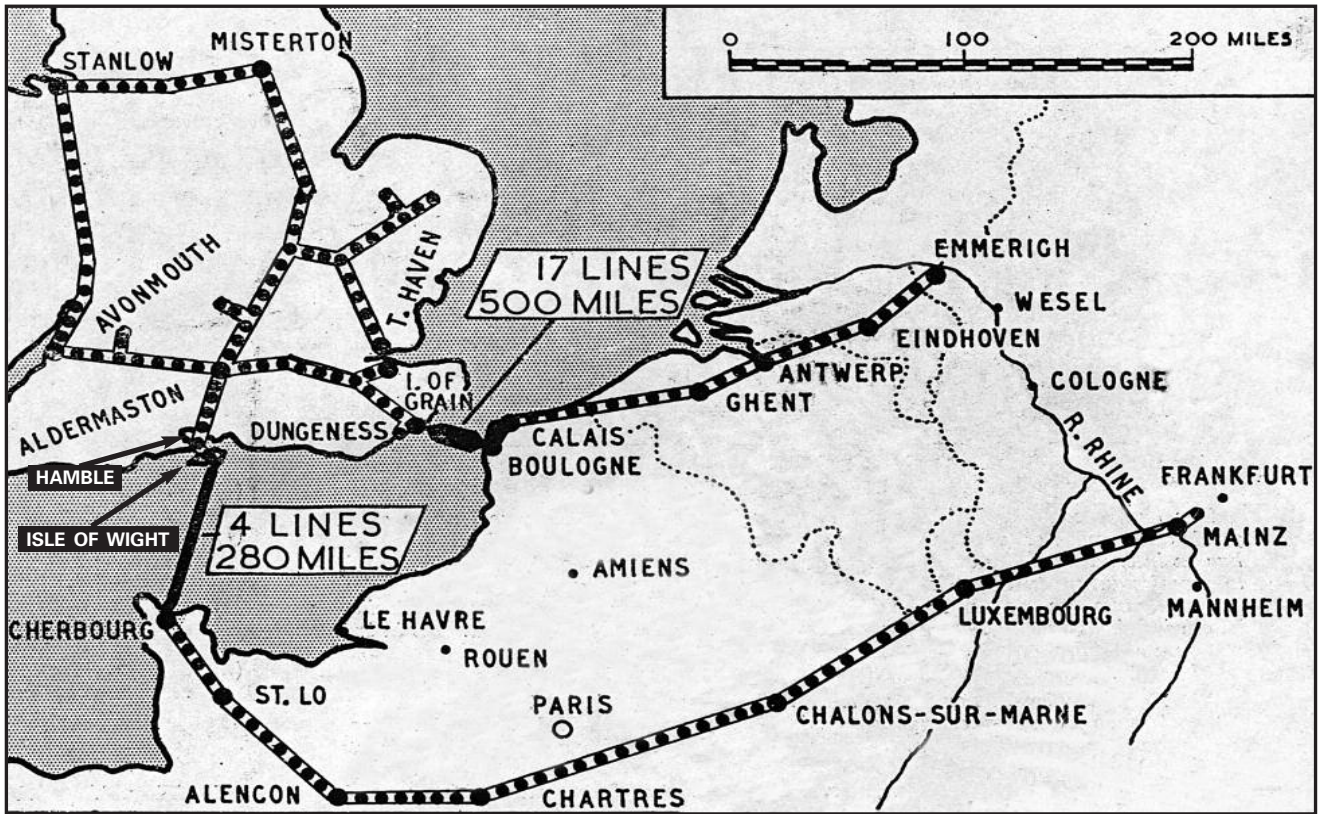 STANLOW
MISTERTON
0 100 200 MILES
AVONMOUTH
T. HAVEN
17 LINES
500 MILES
EMMERIGH
WESEL
EINDHOVEN
ANTWERP
GHENT
COLOGNE
I. OF
GRAIN
ALDERMASTON
DUNGENESS
CALAIS
BOULOGNE
R. RHINE
HAMBLE
FRANKFURT
ISLE OF WIGHT
4 LINES
280 MILES
MAINZ
AMIENS
LUXEMBOURG
MANNHEIM
CHERBOURG
LE HAVRE
ROUEN
ST. LO
PARIS
CHALONS-SUR-MARNE
ALENCON
CHARTRES